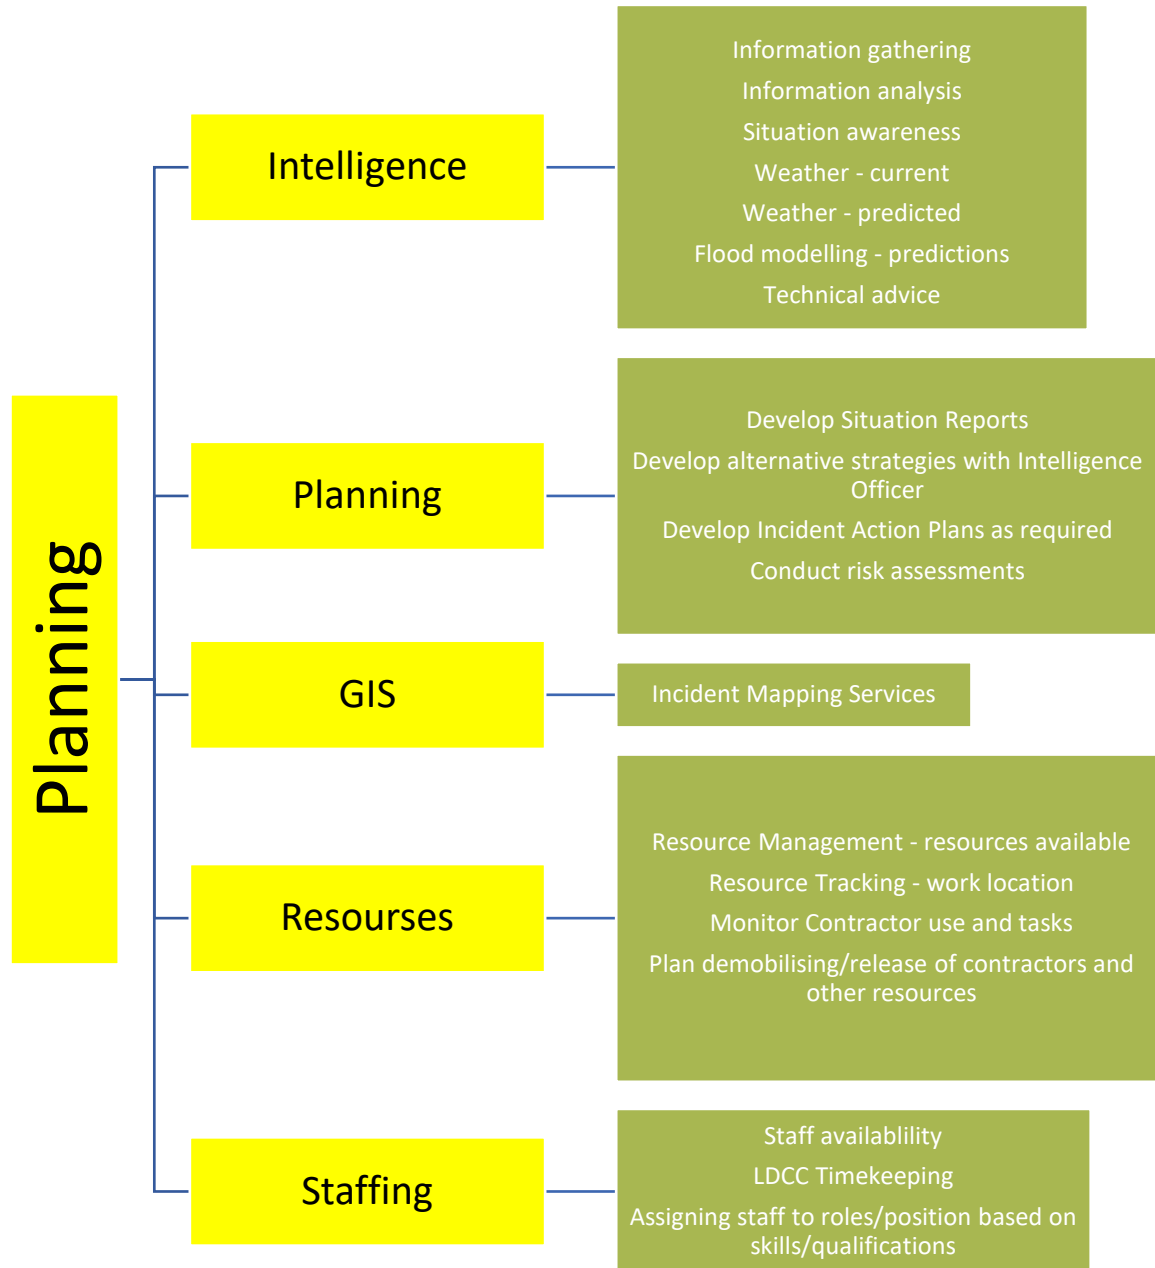 Planning
Intelligence
Information gathering
Information analysis
Situation awareness
Weather - current
Weather - predicted
Flood modelling - predictions
Technical advice
Planning
Develop Situation Reports
Develop alternative strategies with Intelligence
Officer
Develop Incident Action Plans as required
Conduct risk assessments
GIS
Incident Mapping Services
Resourses
Resource Management - resources available
Resource Tracking - work location
Monitor Contractor use and tasks
Plan demobilising/release of contractors and
other resources
Staffing
Staff availablility
LDCC Timekeeping
Assigning staff to roles/position based on
skills/qualifications